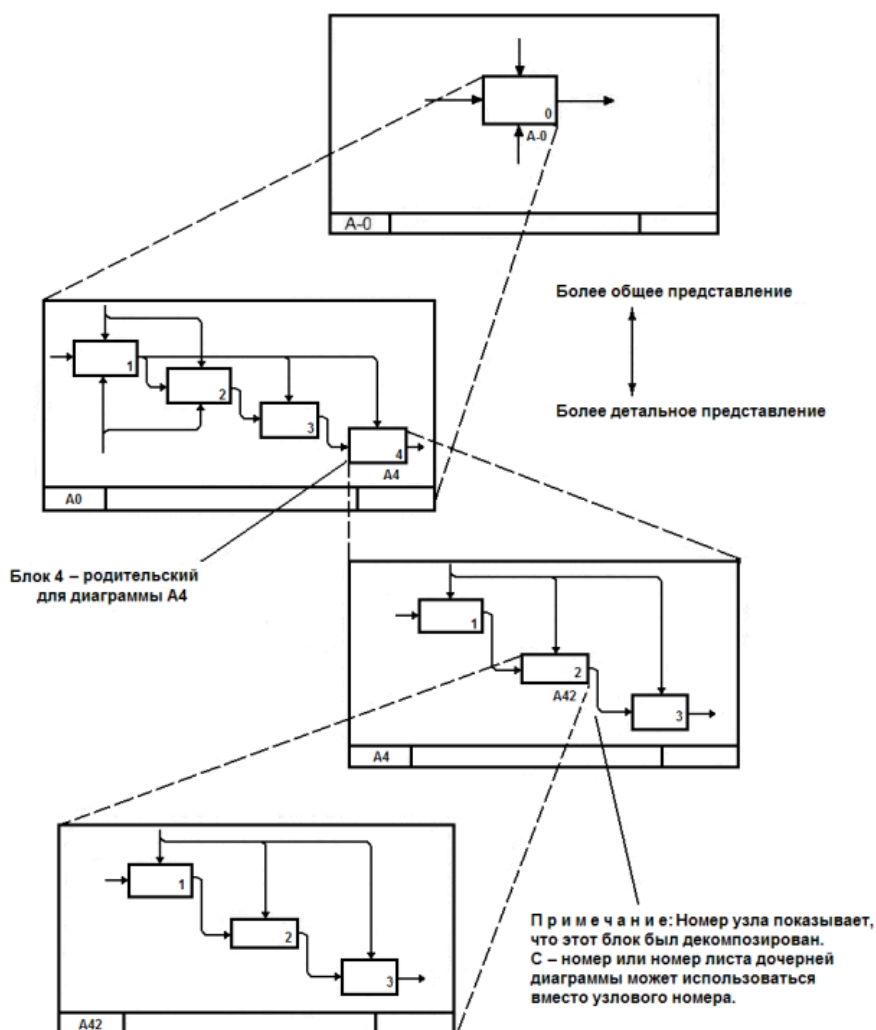 0
A-0
A-0
Более общее представление
Более детальное представление
1
2
3
4
A4
A0
Блок 4 – родительский
для диаграммы А4
1
2
A42
3
A4
1
2
3
A42
П р и м е ч а н и е: Номер узла показывает,
что этот блок был декомпозирован.
С – номер или номер листа дочерней
диаграммы может использоваться
вместо узлового номера.